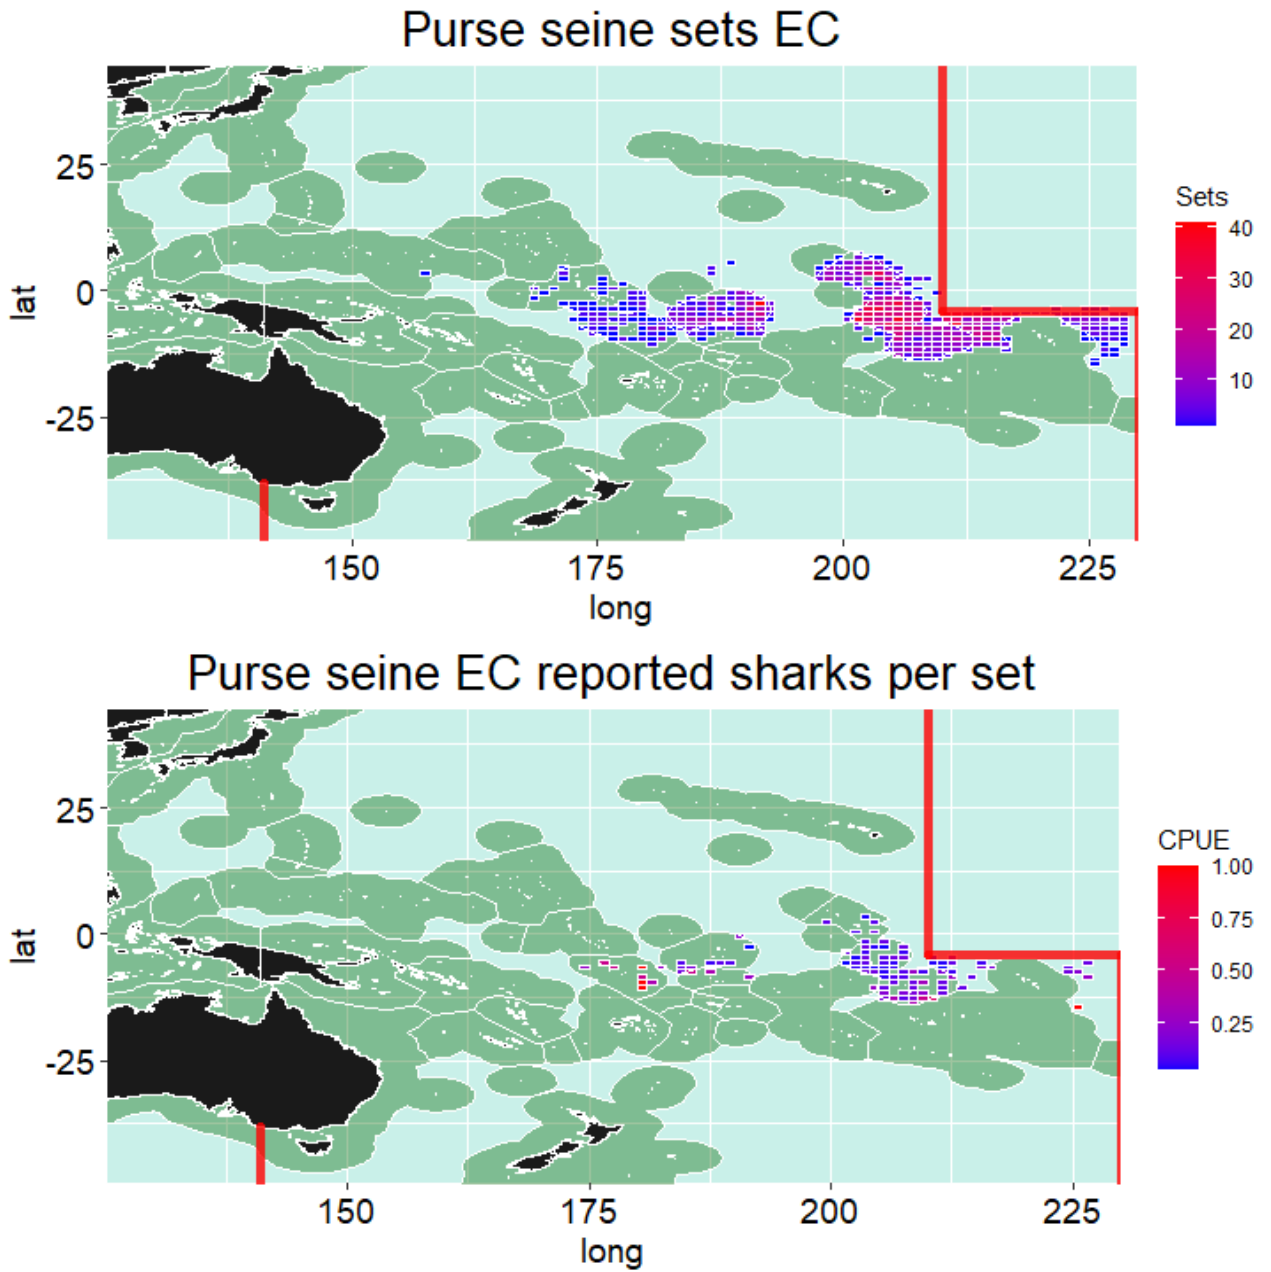 Purse seine sets EC
25
0
-25
lat
150 175 200 225
long
Sets
40
30
20
10
Purse seine EC reported sharks per set
25
0
-25
lat
150 175 200 225
long
CPUE
1.00
0.75
0.50
0.25